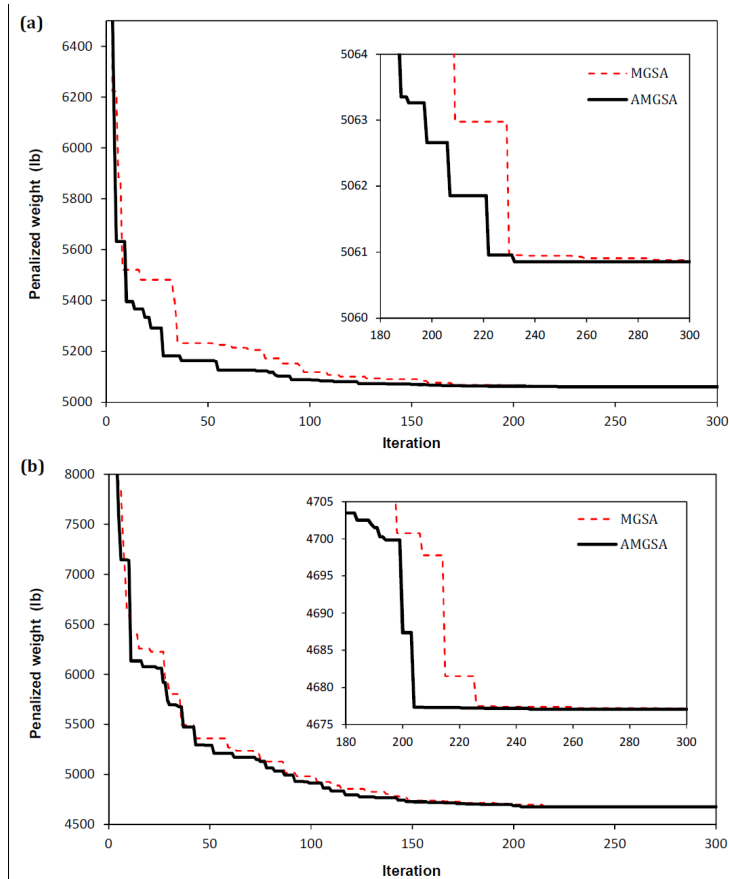 (a)
6400
6200
6000
5800
5600
5400
5200
5000
Penalized weight (lb)
0 50 100 150 200 250 300
Iteration
5064
5063
5062
5061
5060
180 200 220 240 260 280 300
MGSA
AMGSA
(b)
8000
7500
7000
6500
6000
5500
5000
4500
Penalized weight (lb)
0 50 100 150 200 250 300
Iteration
4705
4700
4695
4690
4685
4680
4675
180 200 220 240 260 280 300
MGSA
AMGSA